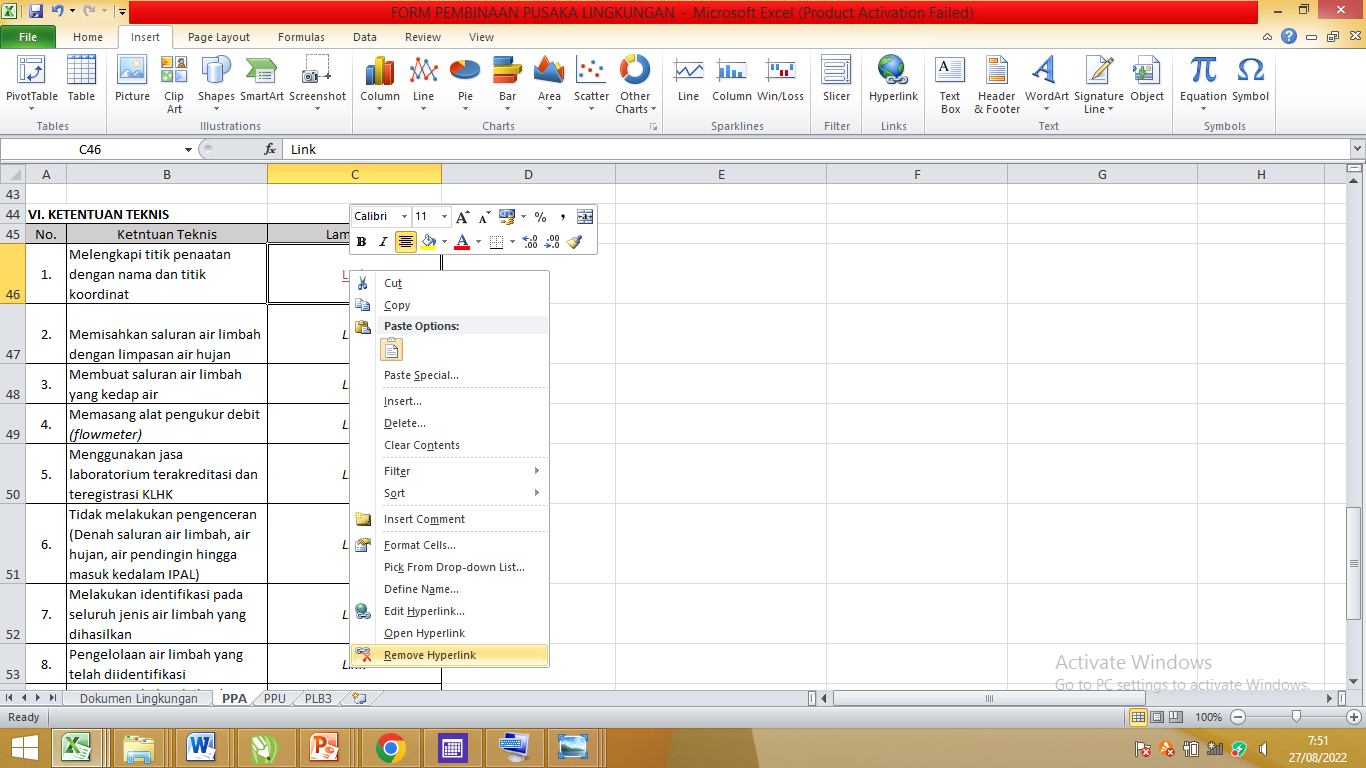 FORM PEMBINAAN PUSAKA LINGKUNGAN - Microsoft Excel (Product Activation Failed)
File Home Insert Page Layout Formulas Data Review View
PivotTable Table Picture Clip Art Shapes SmartArt Screenshot Column Line Pie Bar Area Scatter Other Charts Line Column Win/Loss Slicer Hyperlink Text Box Header & Footer WordArt Signature Line Object Equation Symbol
Tables Illustrations Charts Sparklines Filter Links Text Symbols
C46 fx Link
A B C D E F G H
43
44 VI. KETENTUAN TEKNIS
45 No. Ketntuan Teknis Lam
Calibri 11 A A % ,
B I A
46 1. Melengkapi titik penaatan
dengan nama dan titik
koordinat
47 2. Memisahkan saluran air limbah
dengan limpasan air hujan
48 3. Membuat saluran air limbah
yang kedap air
49 4. Memasang alat pengukur debit
(flowmeter)
50 5. Menggunakan jasa
laboratorium terakreditasi dan
teregistrasi KLHK
51 6. Tidak melakukan pengenceran
(Denah saluran air limbah, air
hujan, air pendingin hingga
masuk kedalam IPAL)
52 7. Melakukan identifikasi pada
seluruh jenis air limbah yang
dihasilkan
53 8. Pengelolaan air limbah yang
telah diidentifikasi
Cut
Copy
Paste Options:
Paste Special...
Insert...
Delete...
Clear Contents
Filter
Sort
Insert Comment
Format Cells...
Pick From Drop-down List...
Define Name...
Edit Hyperlink...
Open Hyperlink
Remove Hyperlink
Activate Windows
Go to PC settings to activate Windows.
Dokumen Lingkungan PPA PPU PLB3
Ready 100%
7:51
27/08/2022